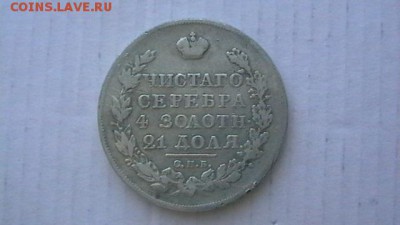 COINS.LAVE.RU
ЧИСТАГО
СЕРЕБРА
4 ЗОЛОТН.
21 ДОЛЯ.
С.П.Б.